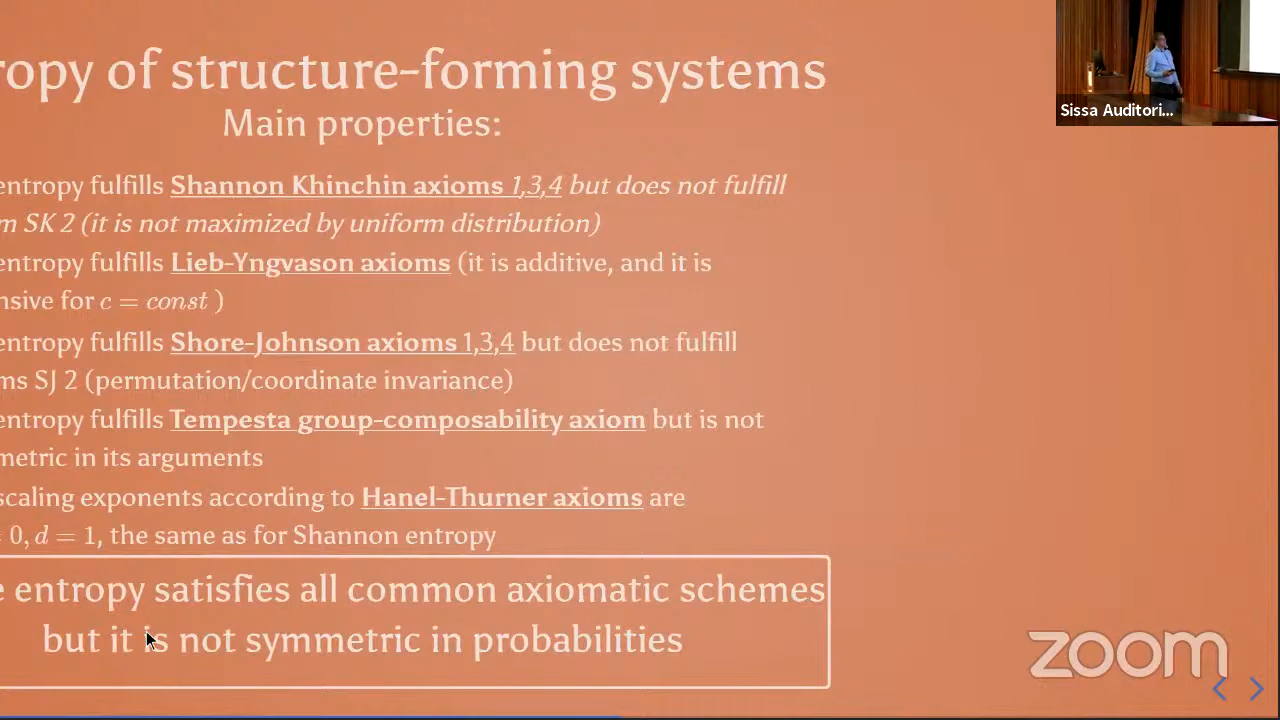 ropy of structure-forming systems
Main properties:
entropy fulfills Shannon Khinchin axioms 1,3,4 but does not fulfill
m SK 2 (it is not maximized by uniform distribution)
entropy fulfills Lieb-Yngvason axioms (it is additive, and it is
nsive for c = const )
entropy fulfills Shore-Johnson axioms 1,3,4 but does not fulfill
ms SJ 2 (permutation/coordinate invariance)
entropy fulfills Tempesta group-composability axiom but is not
metric in its arguments
scaling exponents according to Hanel-Thurner axioms are
= 0, d = 1, the same as for Shannon entropy
e entropy satisfies all common axiomatic schemes
but it is not symmetric in probabilities
Sissa Auditori...
zoom